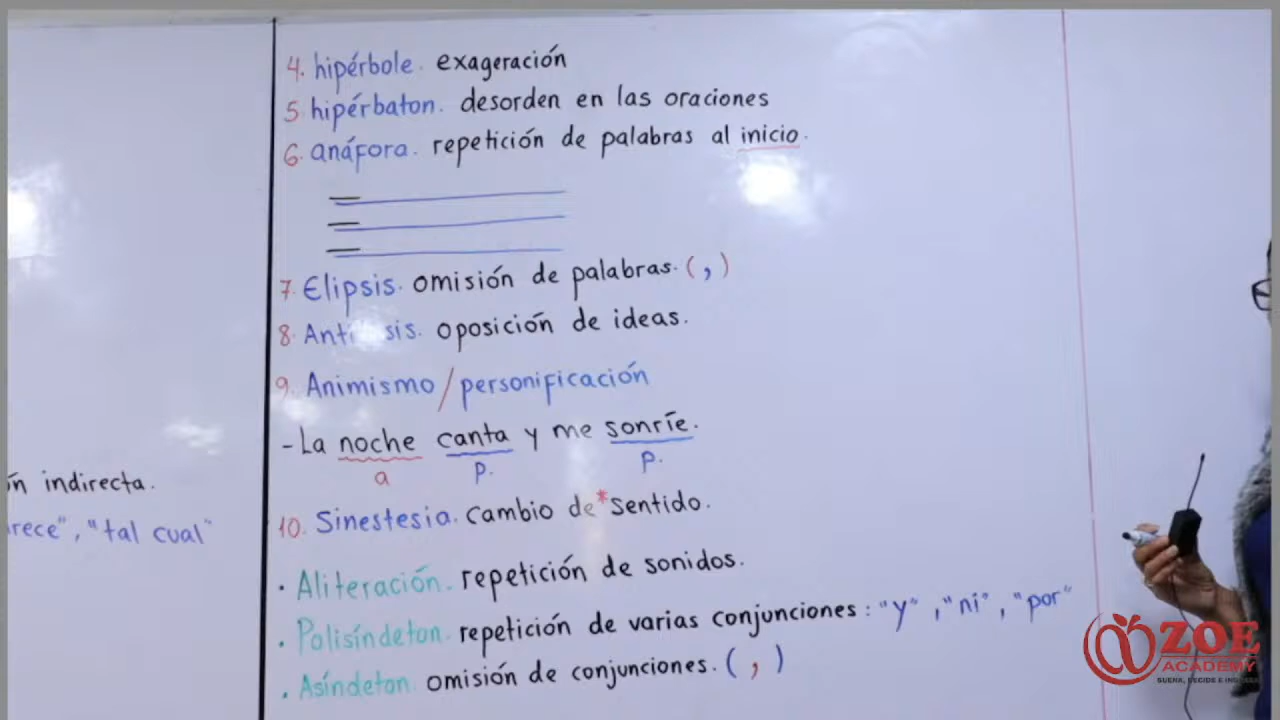 4. hipérbole. exageración
5 hipérbaton. desorden en las oraciones
6. anáfora. repetición de palabras al inicio.
7. Elipsis. omisión de palabras. ( , )
8. oposición de ideas.
9. Animismo / personificación
- La noche canta y me sonríe.
a p. p.
indirecta.
"tal cual"
10. Sinestesia. cambio de *sentido.
. Aliteración. repetición de sonidos.
. Polisíndeton. repetición de varias conjunciones: "y", "ni", "por"
. Asíndeton. omisión de conjunciones. ( , )
ZOE
ACADEMY